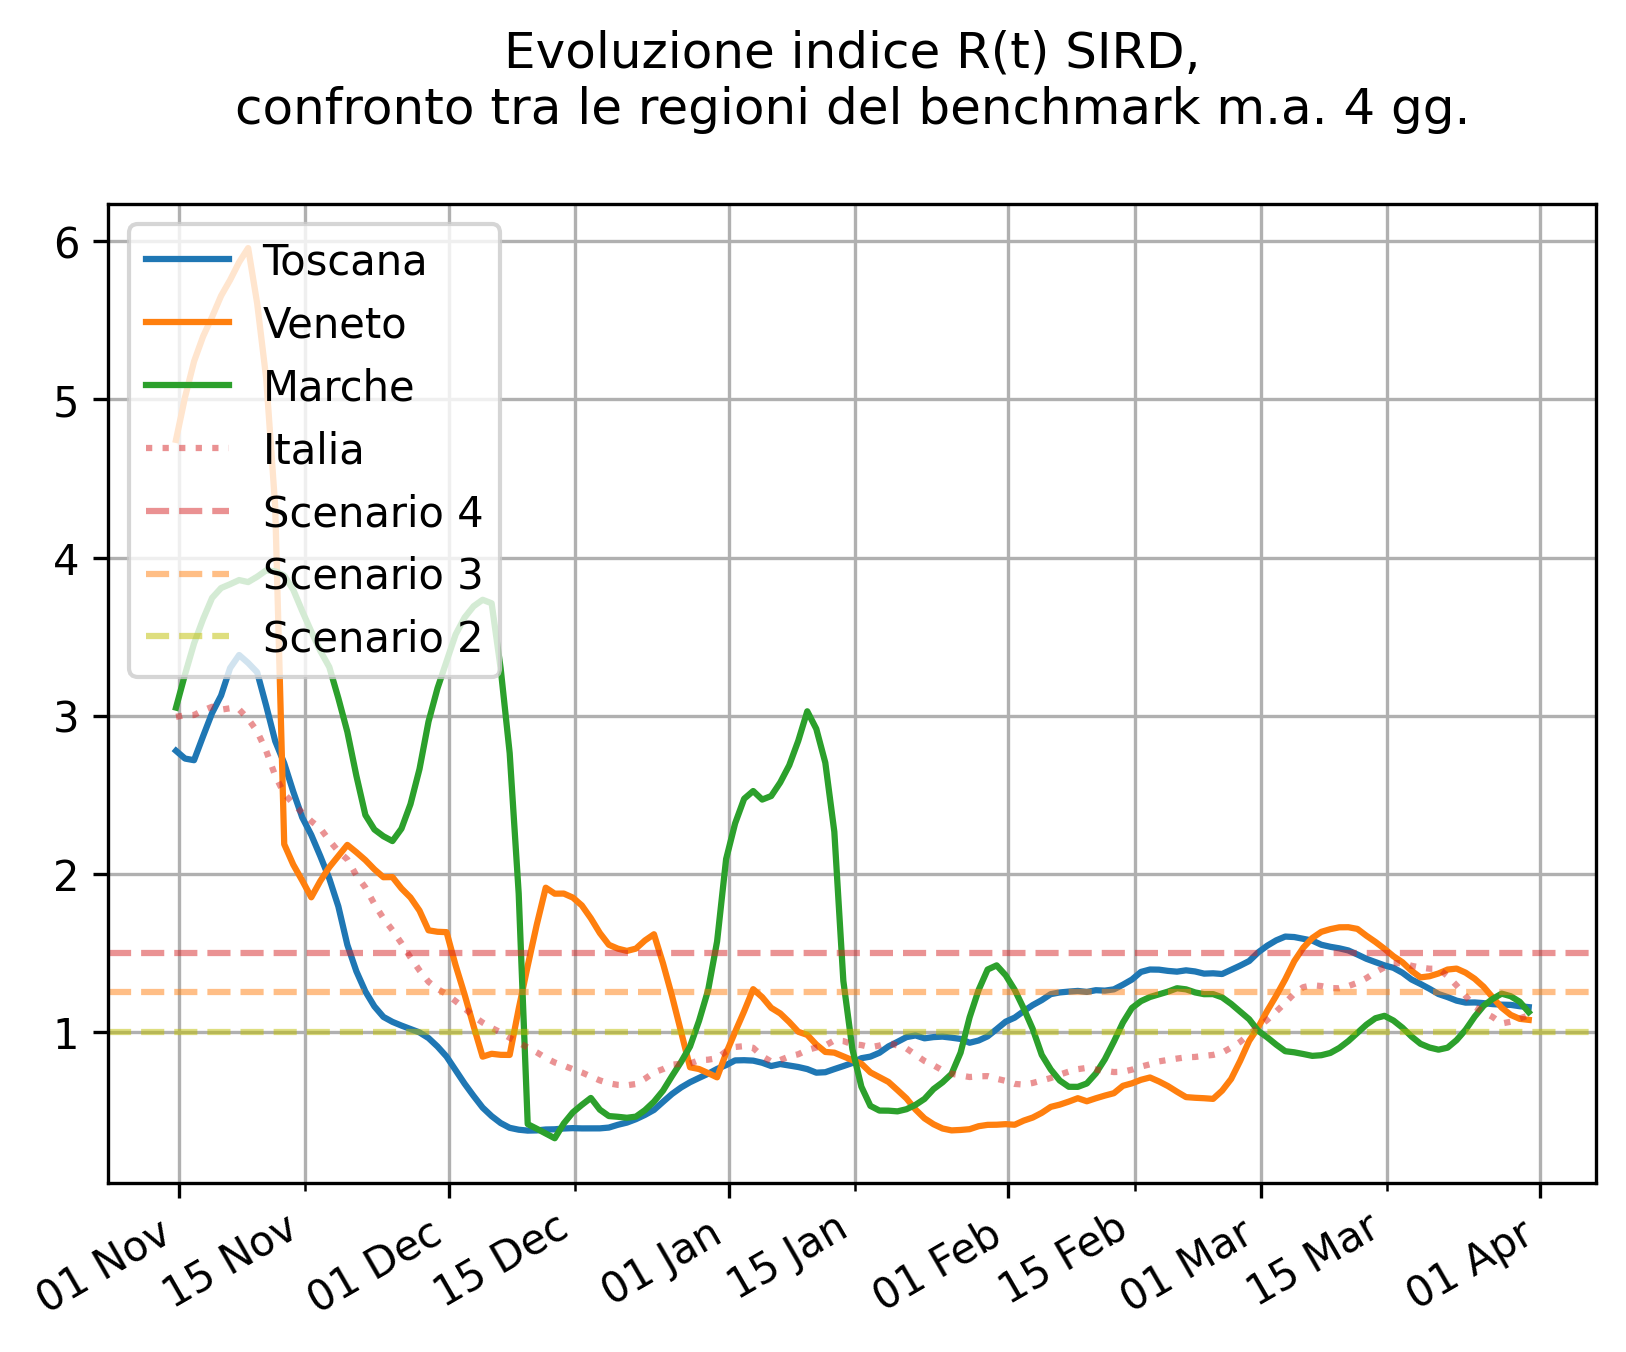 Evoluzione indice R(t) SIRD,
confronto tra le regioni del benchmark m.a. 4 gg.
6
5
4
3
2
1
Toscana
Veneto
Marche
Italia
Scenario 4
Scenario 3
Scenario 2
01 Nov
15 Nov
01 Dec
15 Dec
01 Jan
15 Jan
01 Feb
15 Feb
01 Mar
15 Mar
01 Apr